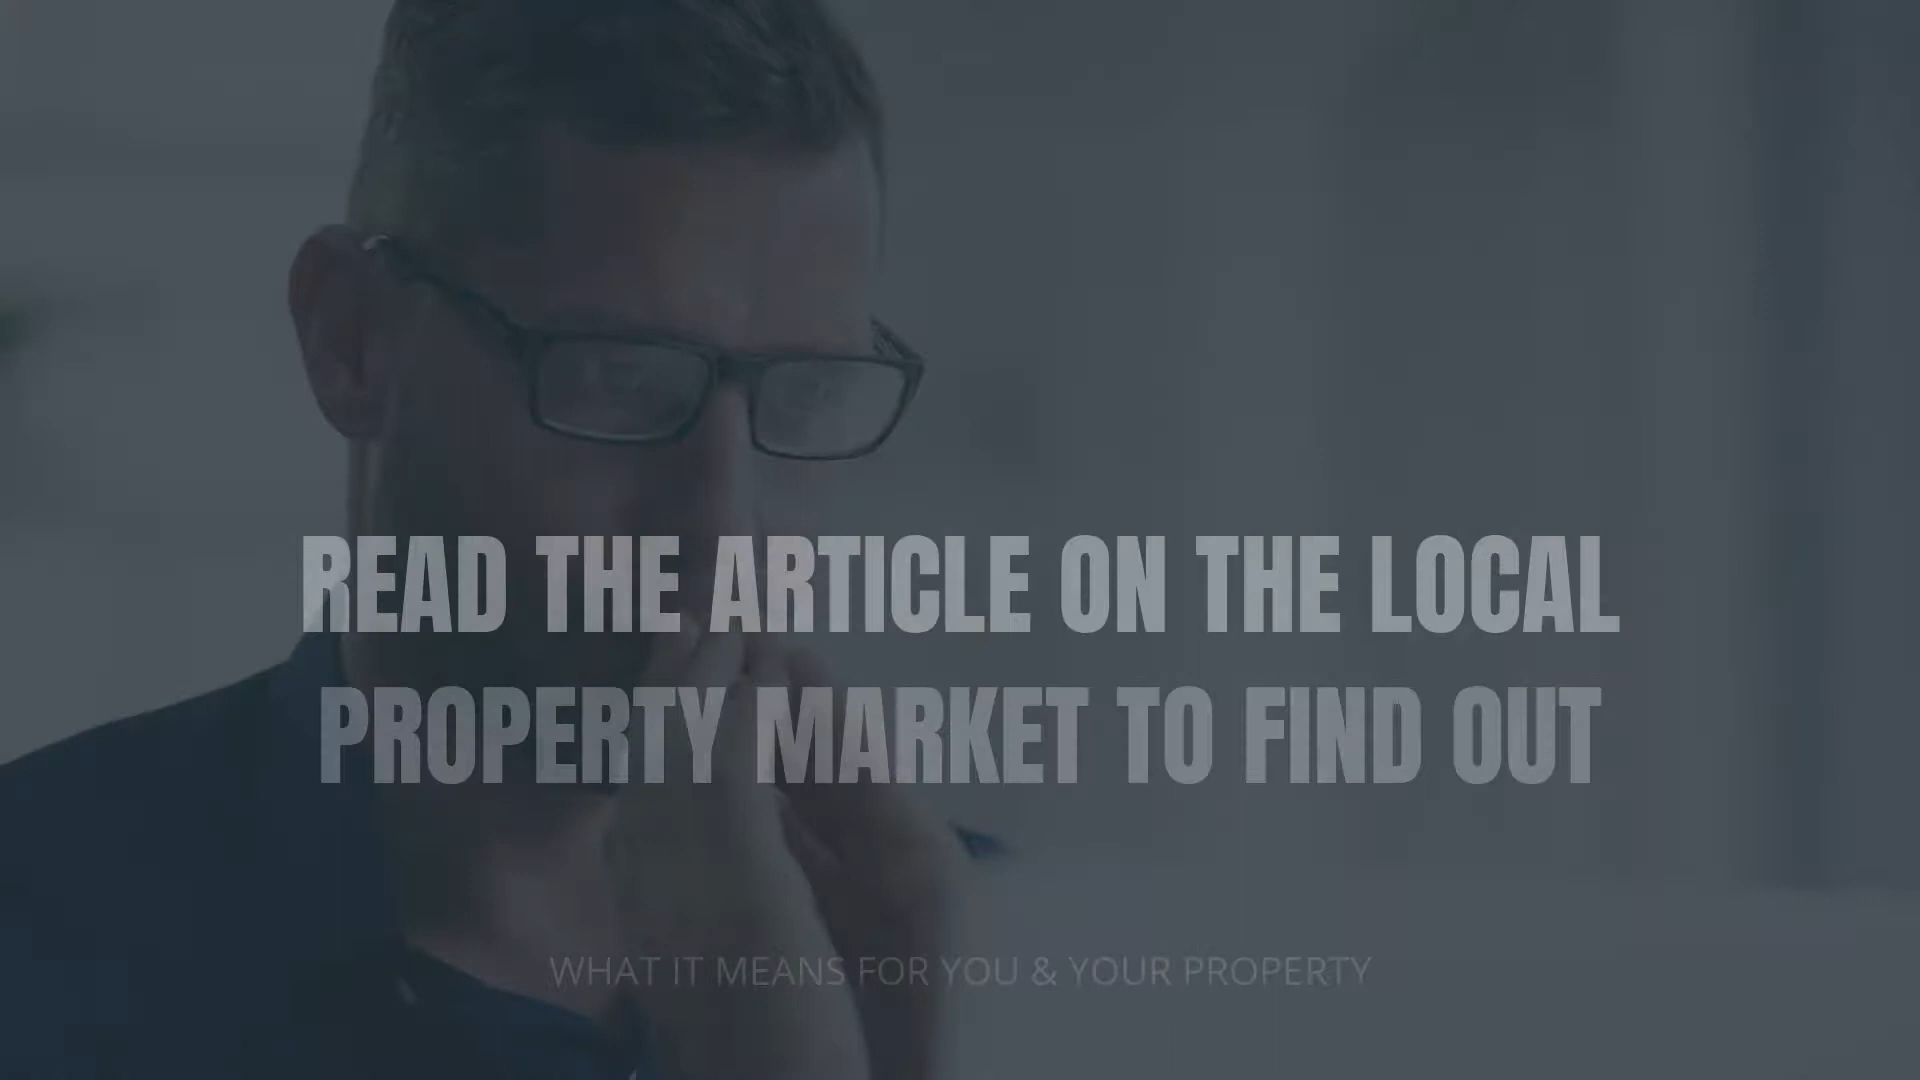 READ THE ARTICLE ON THE LOCAL
PROPERTY MARKET TO FIND OUT
WHAT IT MEANS FOR YOU & YOUR PROPERTY